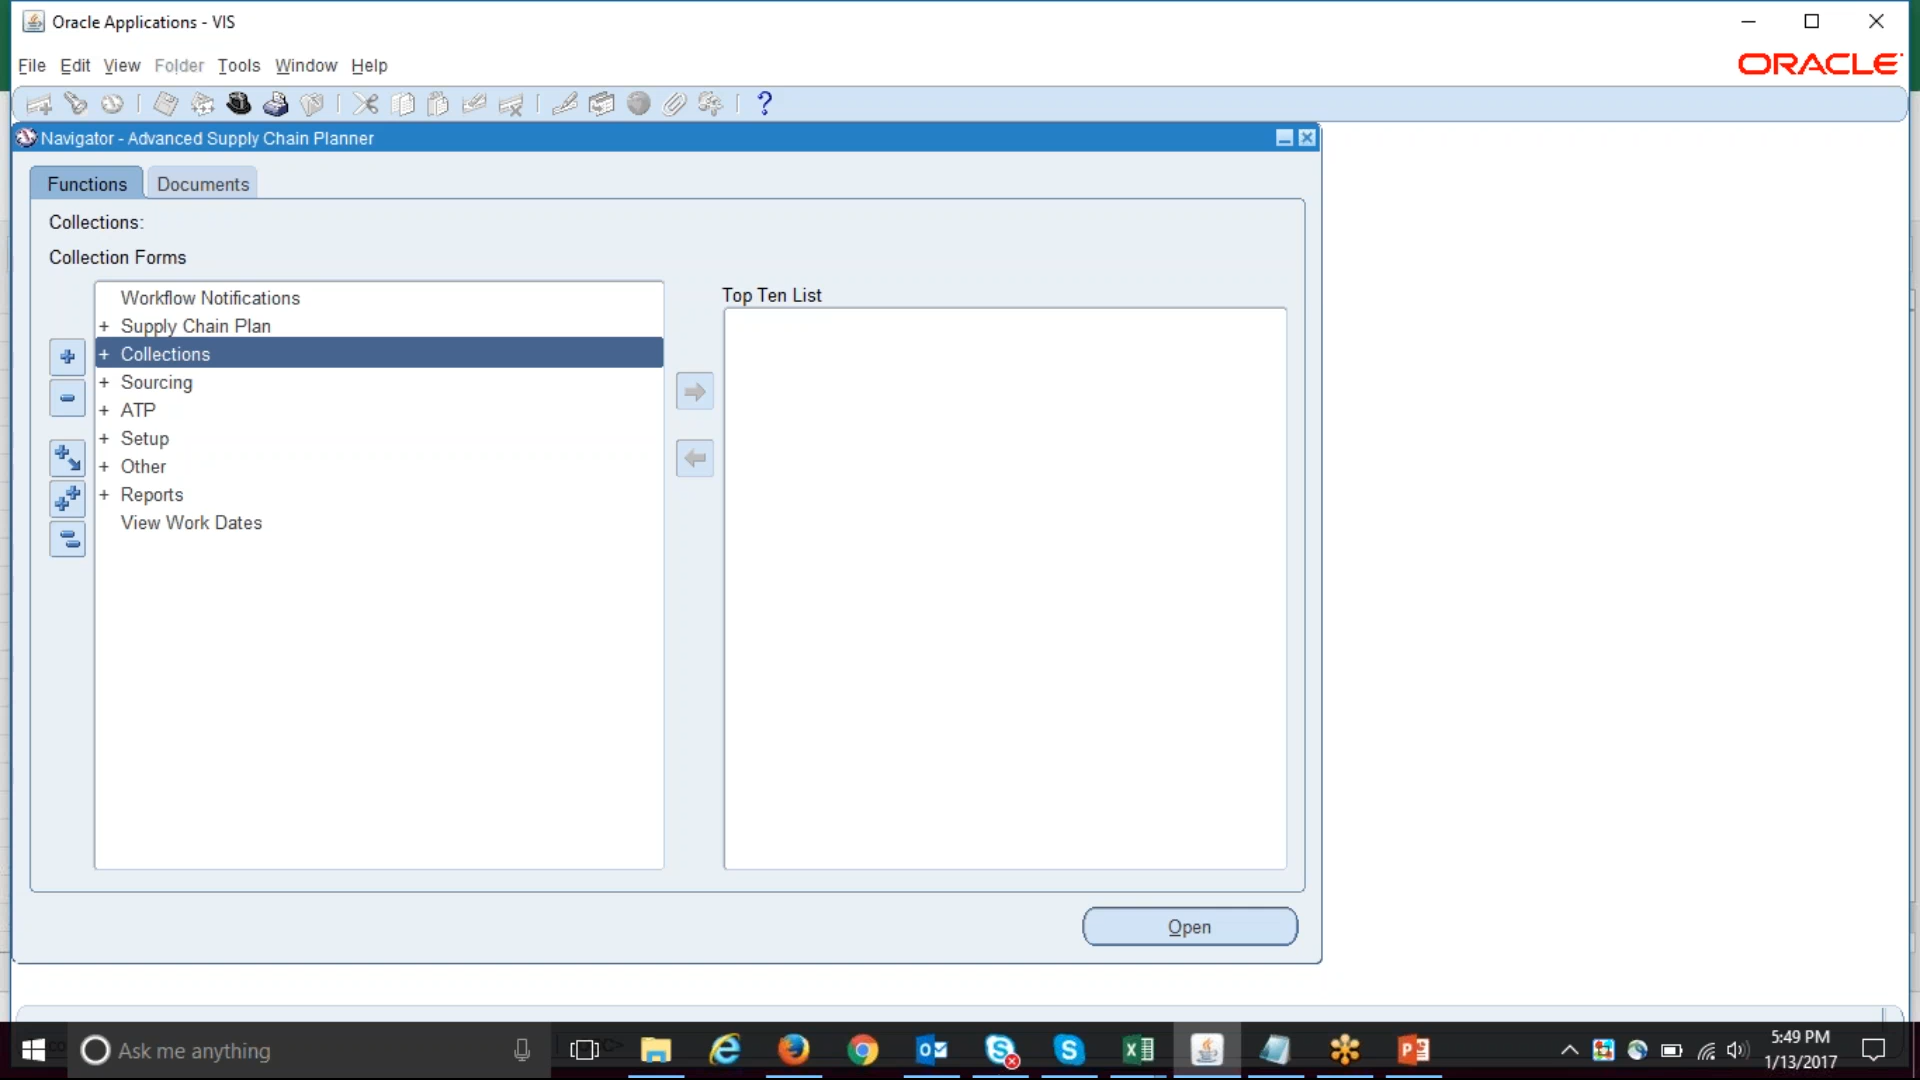 Oracle Applications - VIS
File Edit View Folder Tools Window Help
ORACLE
Navigator - Advanced Supply Chain Planner
Functions Documents
Collections:
Collection Forms
Top Ten List
Workflow Notifications
+ Supply Chain Plan
+ Collections
+ Sourcing
+ ATP
+ Setup
+ Other
+ Reports
View Work Dates
Open
Ask me anything
5:49 PM
1/13/2017